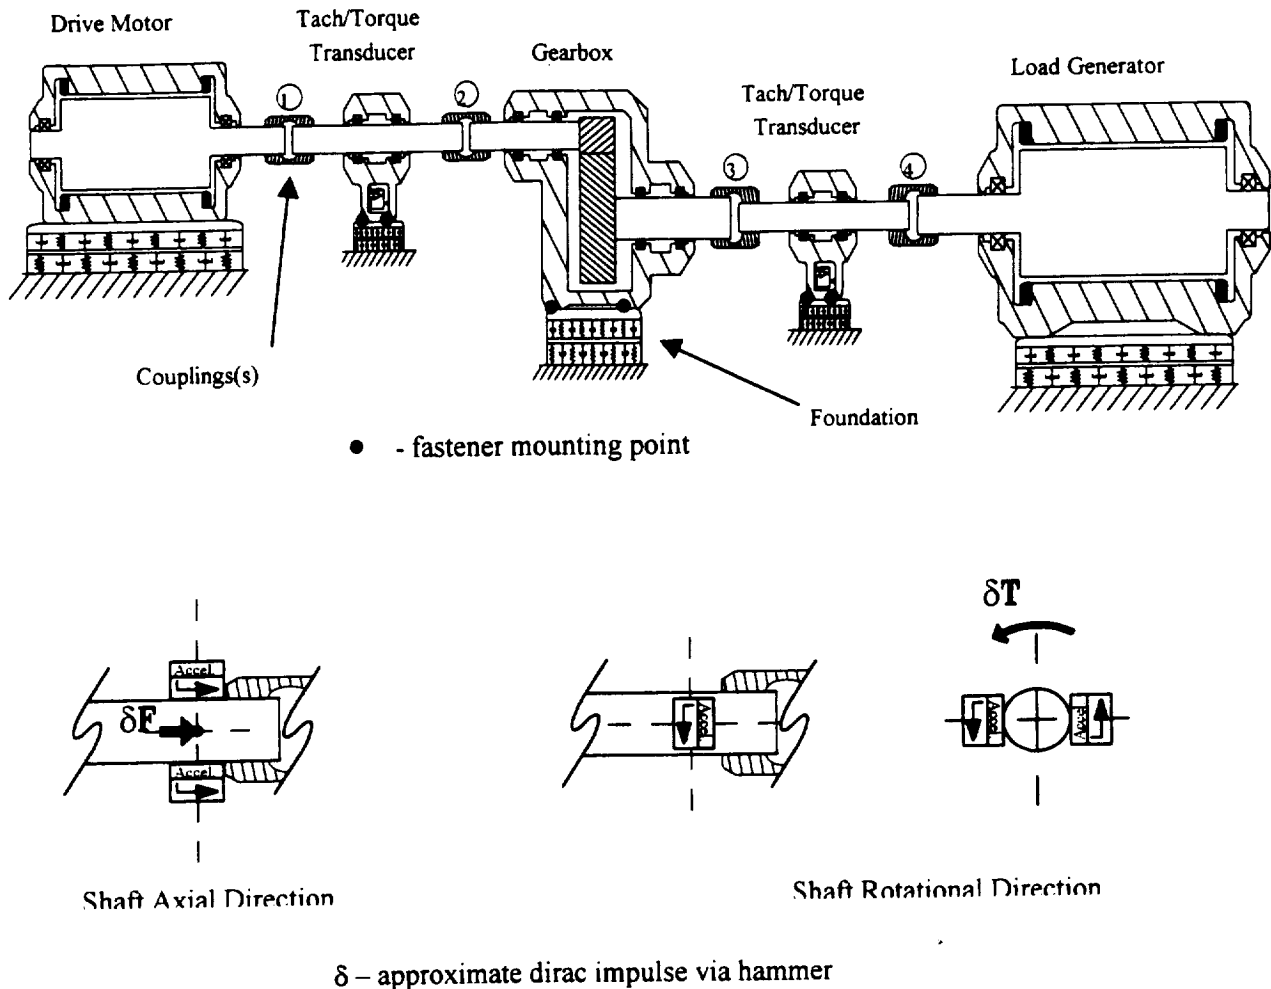 Drive Motor
Tach/Torque
Transducer
Gearbox
Load Generator
Tach/Torque
Transducer
1
2
3
4
Couplings(s)
Foundation
● - fastener mounting point
δT
Accel.
δF
Accel.
Accel.
Accel.
Accel.
Shaft Axial Direction
Shaft Rotational Direction
δ – approximate dirac impulse via hammer